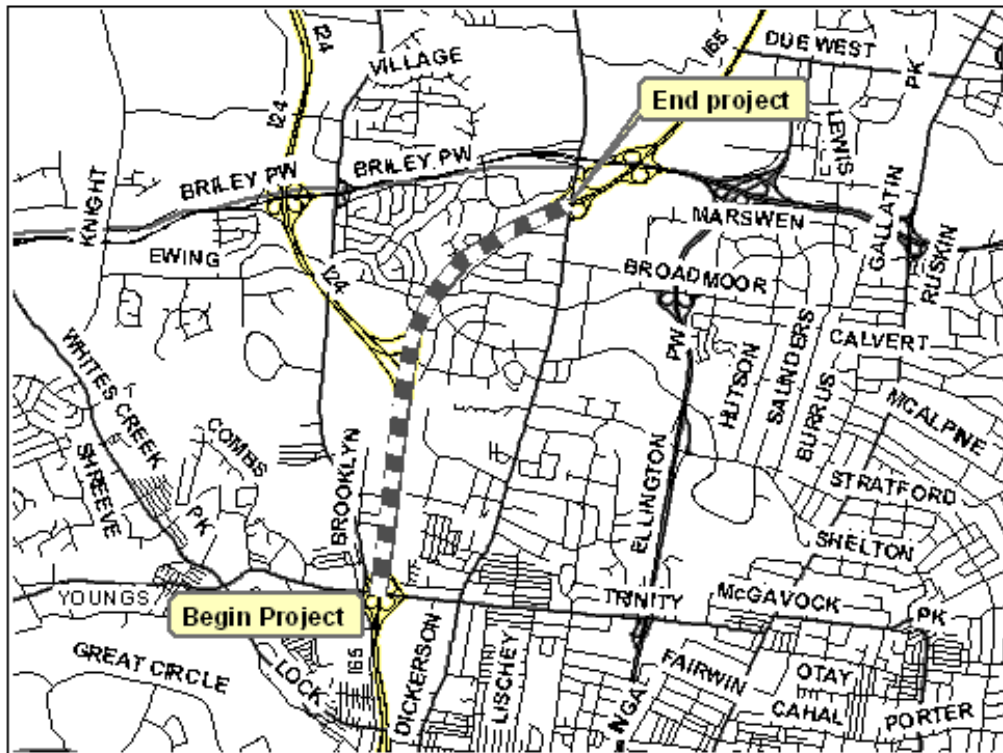 I24
I24
VILLAGE
I65
DUE WEST
PK
End project
LEWIS
BRILEY PW
BRILEY PW
KNIGHT
EWING
I24
MARSWEN
GALLATIN
RUSKIN
BROADMOOR
WHITES CREEK
PK
SHREEVE
COMBS
BROOKLYN
PW
HUTSON
SAUNDERS
BURRUS
CALVERT
MCALPINE
STRATFORD
ELLINGTON
SHELTON
YOUNGS
Begin Project
TRINITY
McGAVOCK
PK
GREAT CIRCLE
CLOCK
I65
DICKERSON
LISCHEY
FAIRWIN
OTAY
CAHAL
PORTER